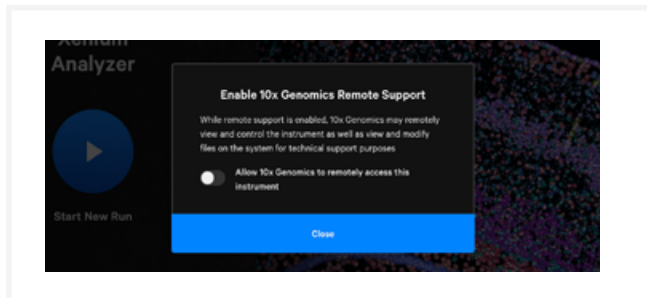 Xenium
Analyzer
Enable 10x Genomics Remote Support
While remote support is enabled, 10x Genomics may remotely
view and control the instrument as well as view and modify
files on the system for technical support purposes
Allow 10x Genomics to remotely access this
instrument
Start New Run
Close